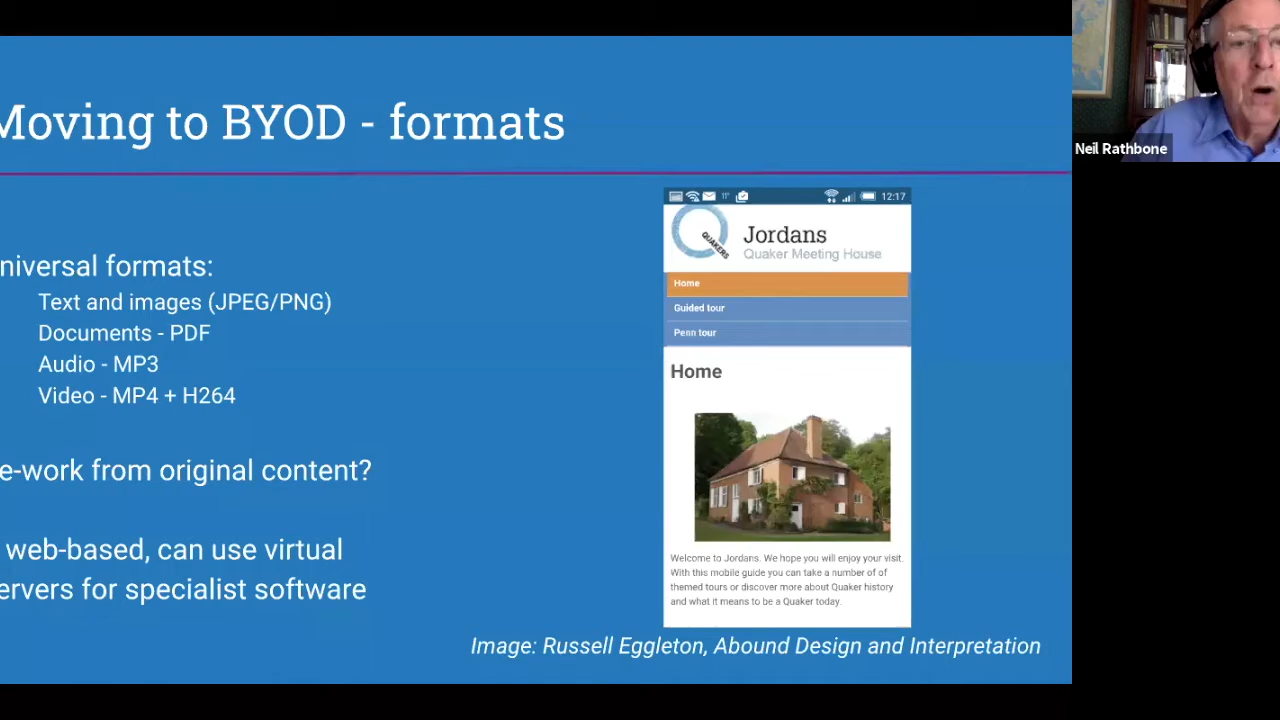 Moving to BYOD - formats
niversal formats:
Text and images (JPEG/PNG)
Documents - PDF
Audio - MP3
Video - MP4 + H264
e-work from original content?
web-based, can use virtual
ervers for specialist software
12:17
QUAKERS
Jordans
Quaker Meeting House
Home
Guided tour
Penn tour
Home
Welcome to Jordans. We hope you will enjoy your visit.
With this mobile guide you can take a number of of
themed tours or discover more about Quaker history
and what it means to be a Quaker today.
Image: Russell Eggleton, Abound Design and Interpretation
Neil Rathbone